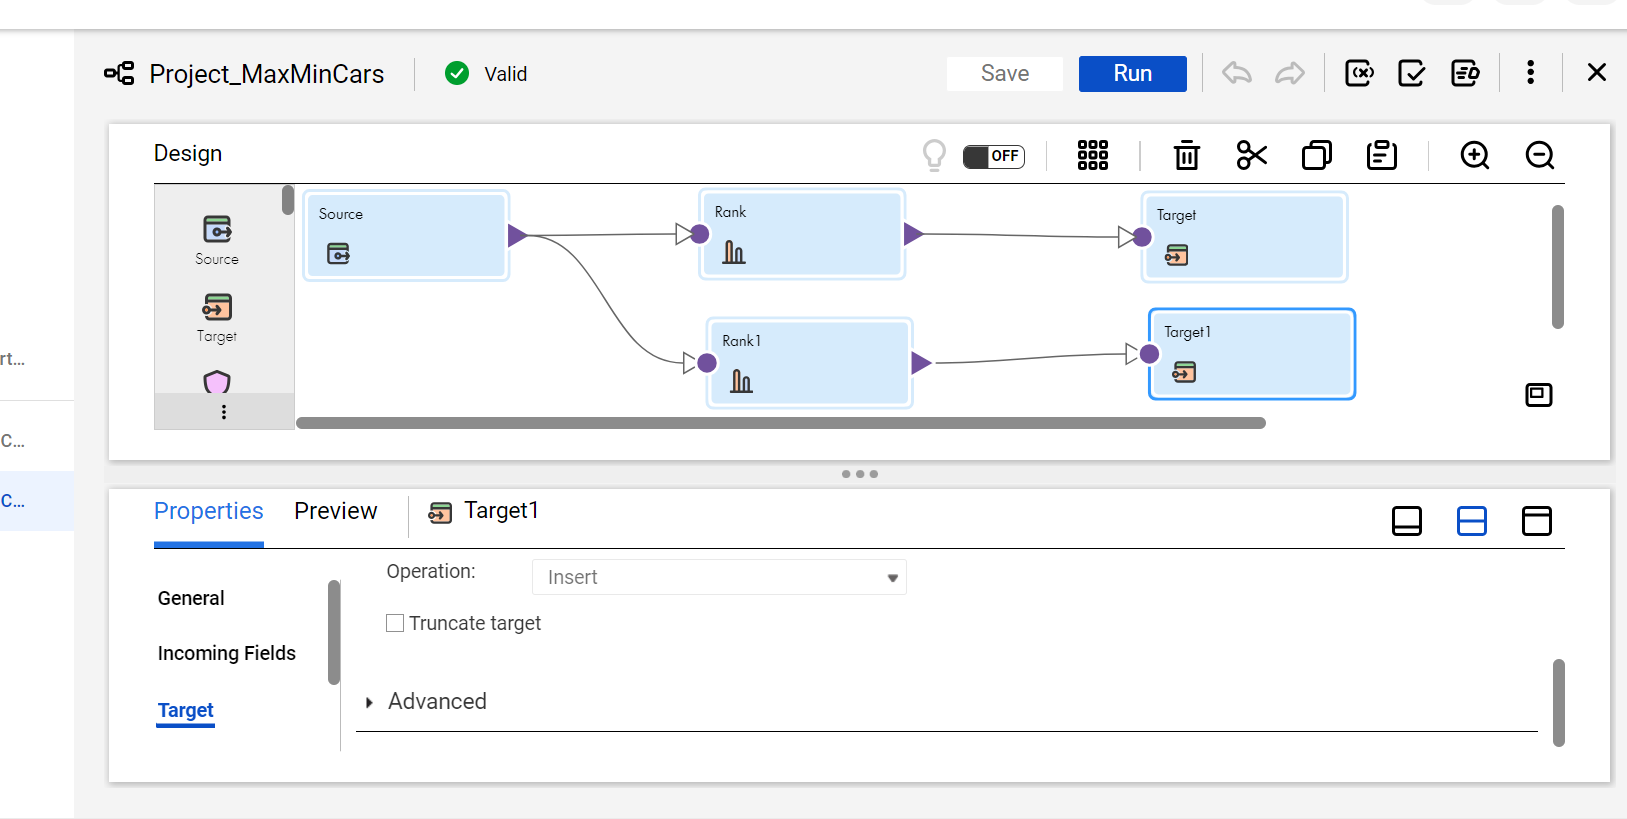 Project_MaxMinCars
Valid
Save
Run
Design
OFF
Source
Target
Source
Rank
Target
Rank1
Target1
rt...
C...
C...
Properties
Preview
Target1
General
Incoming Fields
Target
Operation:
Insert
Truncate target
Advanced